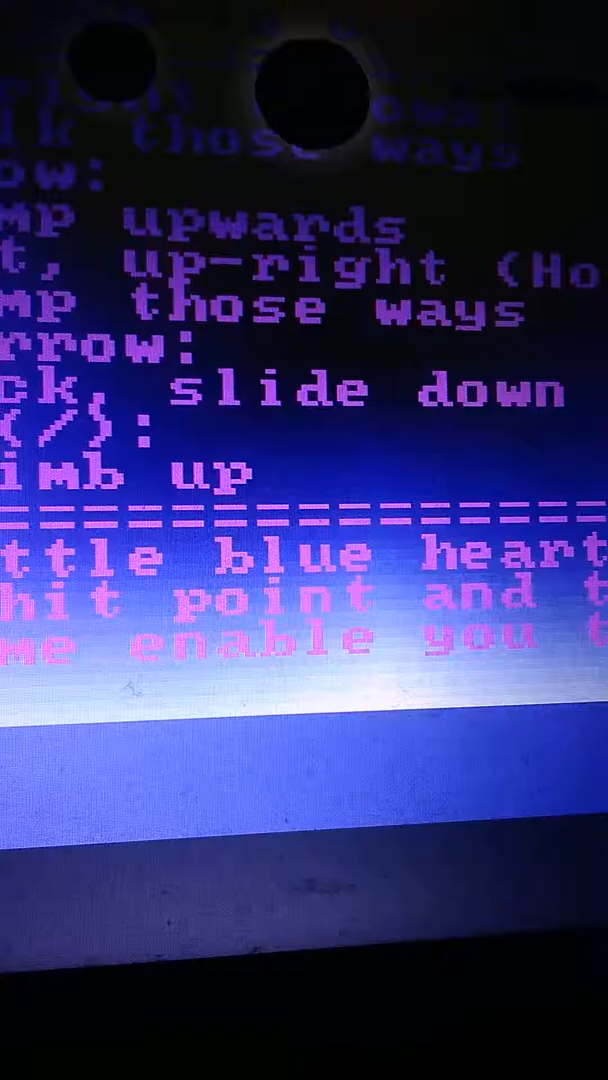 lk those ways
ow:
mp upwards
t, up-right (Ho
mp those ways
rrow:
ck, slide down
(/):
imb up
===============
ttle blue heart
hit point and t
me enable you t